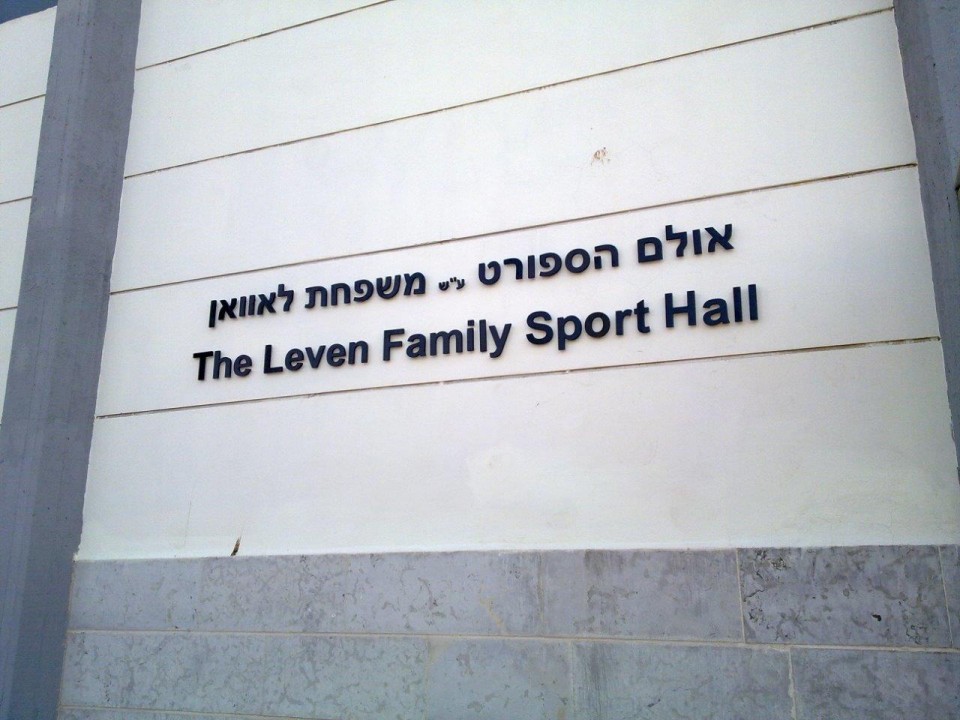 אולם הספורט ע"ש משפחת לאוואן
The Leven Family Sport Hall